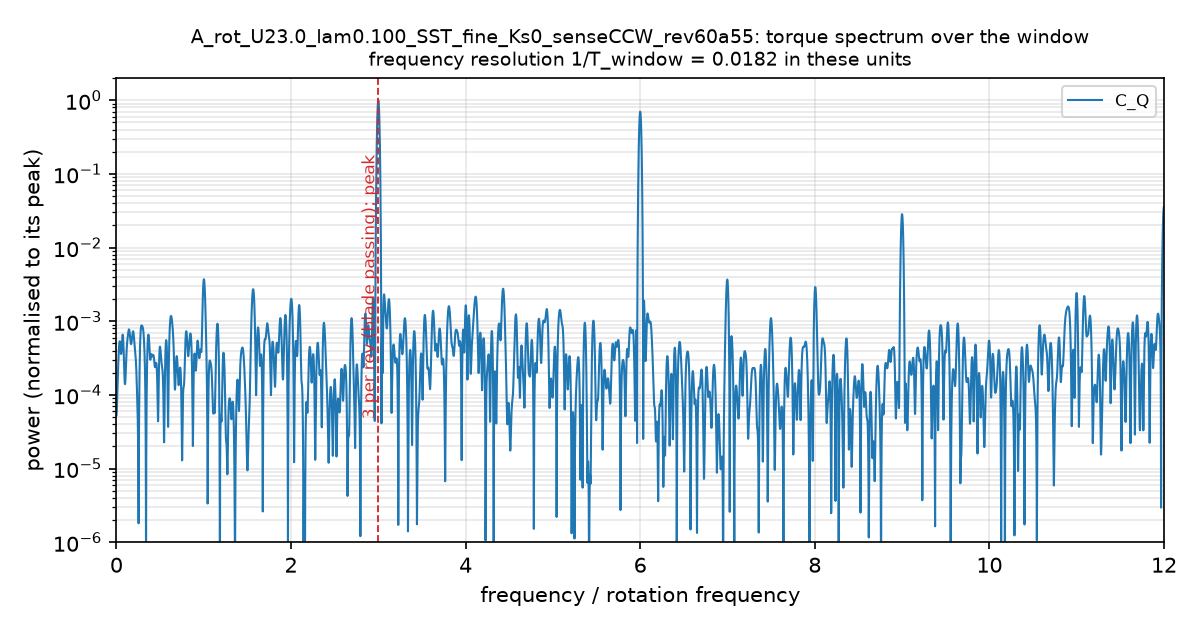 A_rot_U23.0_lam0.100_SST_fine_Ks0_senseCCW_rev60a55: torque spectrum over the window
frequency resolution 1/T_window = 0.0182 in these units
C_Q
3 per rev (blade passing); peak
power (normalised to its peak)
10⁰
10⁻¹
10⁻²
10⁻³
10⁻⁴
10⁻⁵
10⁻⁶
0 2 4 6 8 10 12
frequency / rotation frequency